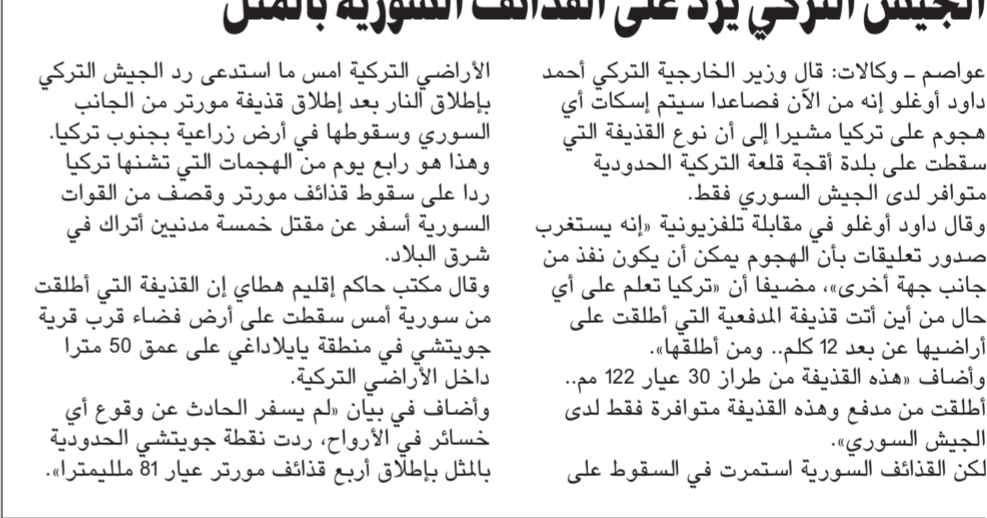 الجيش التركي يرد على القذائف السورية بالمثل
عواصم ــ وكالات: قال وزير الخارجية التركي أحمد
داود أوغلو إنه من الآن فصاعدا سيتم إسكات أي
هجوم على تركيا مشيرا إلى أن نوع القذيفة التي
سقطت على بلدة أقجة قلعة التركية الحدودية
متوافر لدى الجيش السوري فقط.
وقال داود أوغلو في مقابلة تلفزيونية «إنه يستغرب
صدور تعليقات بأن الهجوم يمكن أن يكون نفذ من
جانب جهة أخرى»، مضيفا أن «تركيا تعلم على أي
حال من أين أتت قذيفة المدفعية التي أطلقت على
أراضيها عن بعد 12 كلم.. ومن أطلقها».
وأضاف «هذه القذيفة من طراز 30 عيار 122 مم..
أطلقت من مدفع وهذه القذيفة متوافرة فقط لدى
الجيش السوري».
لكن القذائف السورية استمرت في السقوط على
الأراضي التركية امس ما استدعى رد الجيش التركي
بإطلاق النار بعد إطلاق قذيفة مورتر من الجانب
السوري وسقوطها في أرض زراعية بجنوب تركيا.
وهذا هو رابع يوم من الهجمات التي تشنها تركيا
ردا على سقوط قذائف مورتر وقصف من القوات
السورية أسفر عن مقتل خمسة مدنيين أتراك في
شرق البلاد.
وقال مكتب حاكم إقليم هطاي إن القذيفة التي أطلقت
من سورية أمس سقطت على أرض فضاء قرب قرية
جويتشي في منطقة يايلاداغي على عمق 50 مترا
داخل الأراضي التركية.
وأضاف في بيان «لم يسفر الحادث عن وقوع أي
خسائر في الأرواح، ردت نقطة جويتشي الحدودية
بالمثل بإطلاق أربع قذائف مورتر عيار 81 ملليمترا».